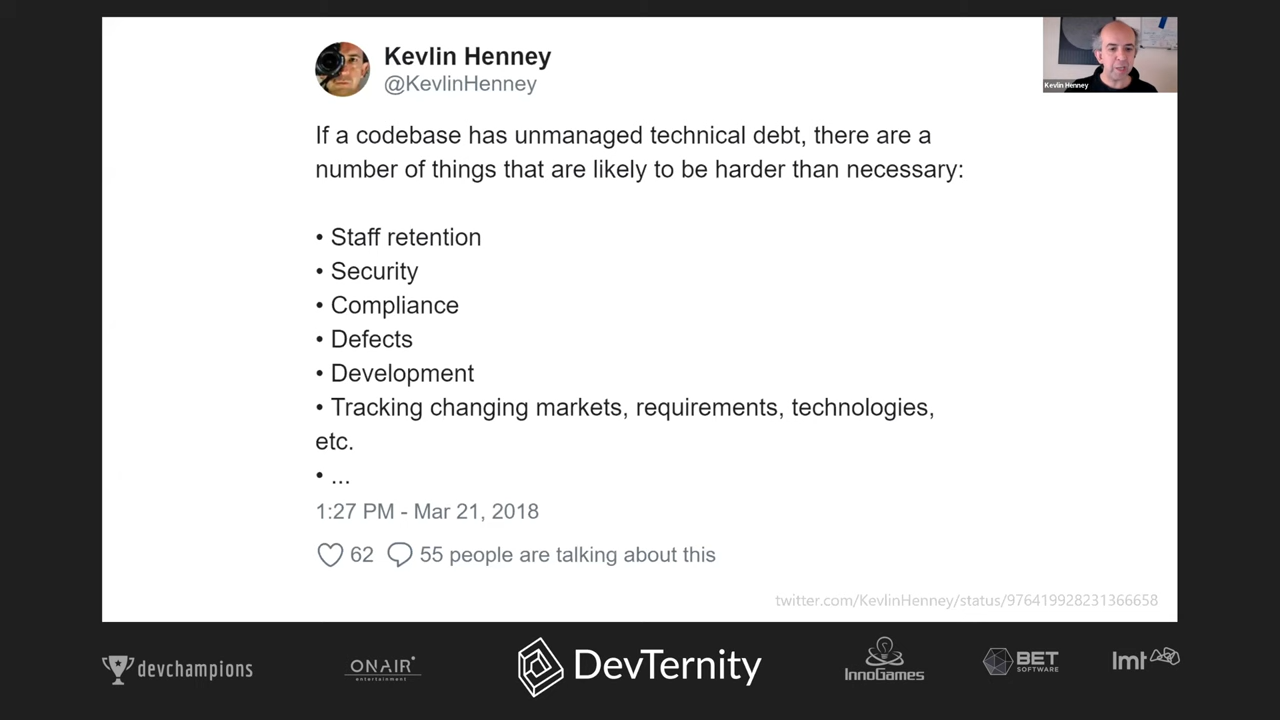 Kevlin Henney
@KevlinHenney
If a codebase has unmanaged technical debt, there are a
number of things that are likely to be harder than necessary:
• Staff retention
• Security
• Compliance
• Defects
• Development
• Tracking changing markets, requirements, technologies,
etc.
• ...
1:27 PM - Mar 21, 2018
62 55 people are talking about this
twitter.com/KevlinHenney/status/976419928231366658
Kevlin Henney
devchampions
ONAIR
entertainment
DevTernity
InnoGames
BET
SOFTWARE
lmt